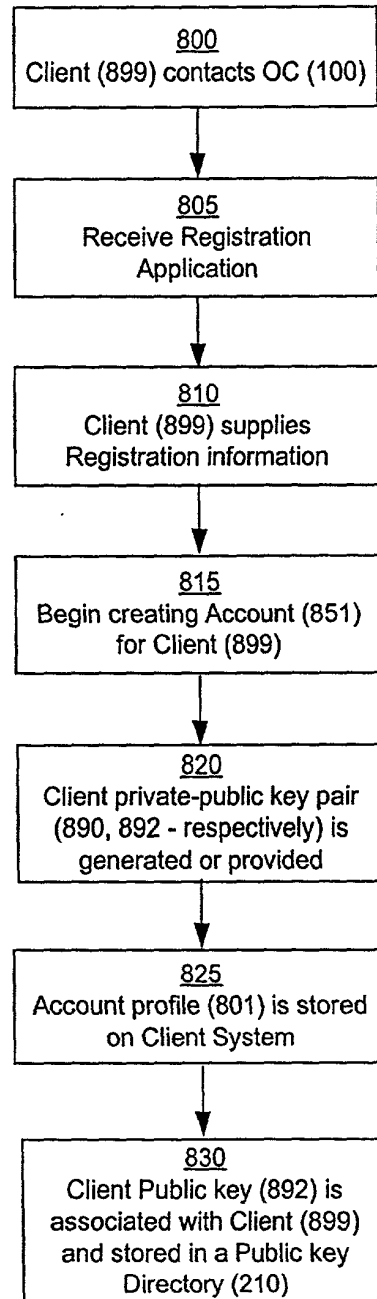 800
Client (899) contacts OC (100)
805
Receive Registration
Application
810
Client (899) supplies
Registration information
815
Begin creating Account (851)
for Client (899)
820
Client private-public key pair
(890, 892 - respectively) is
generated or provided
825
Account profile (801) is stored
on Client System
830
Client Public key (892) is
associated with Client (899)
and stored in a Public key
Directory (210)